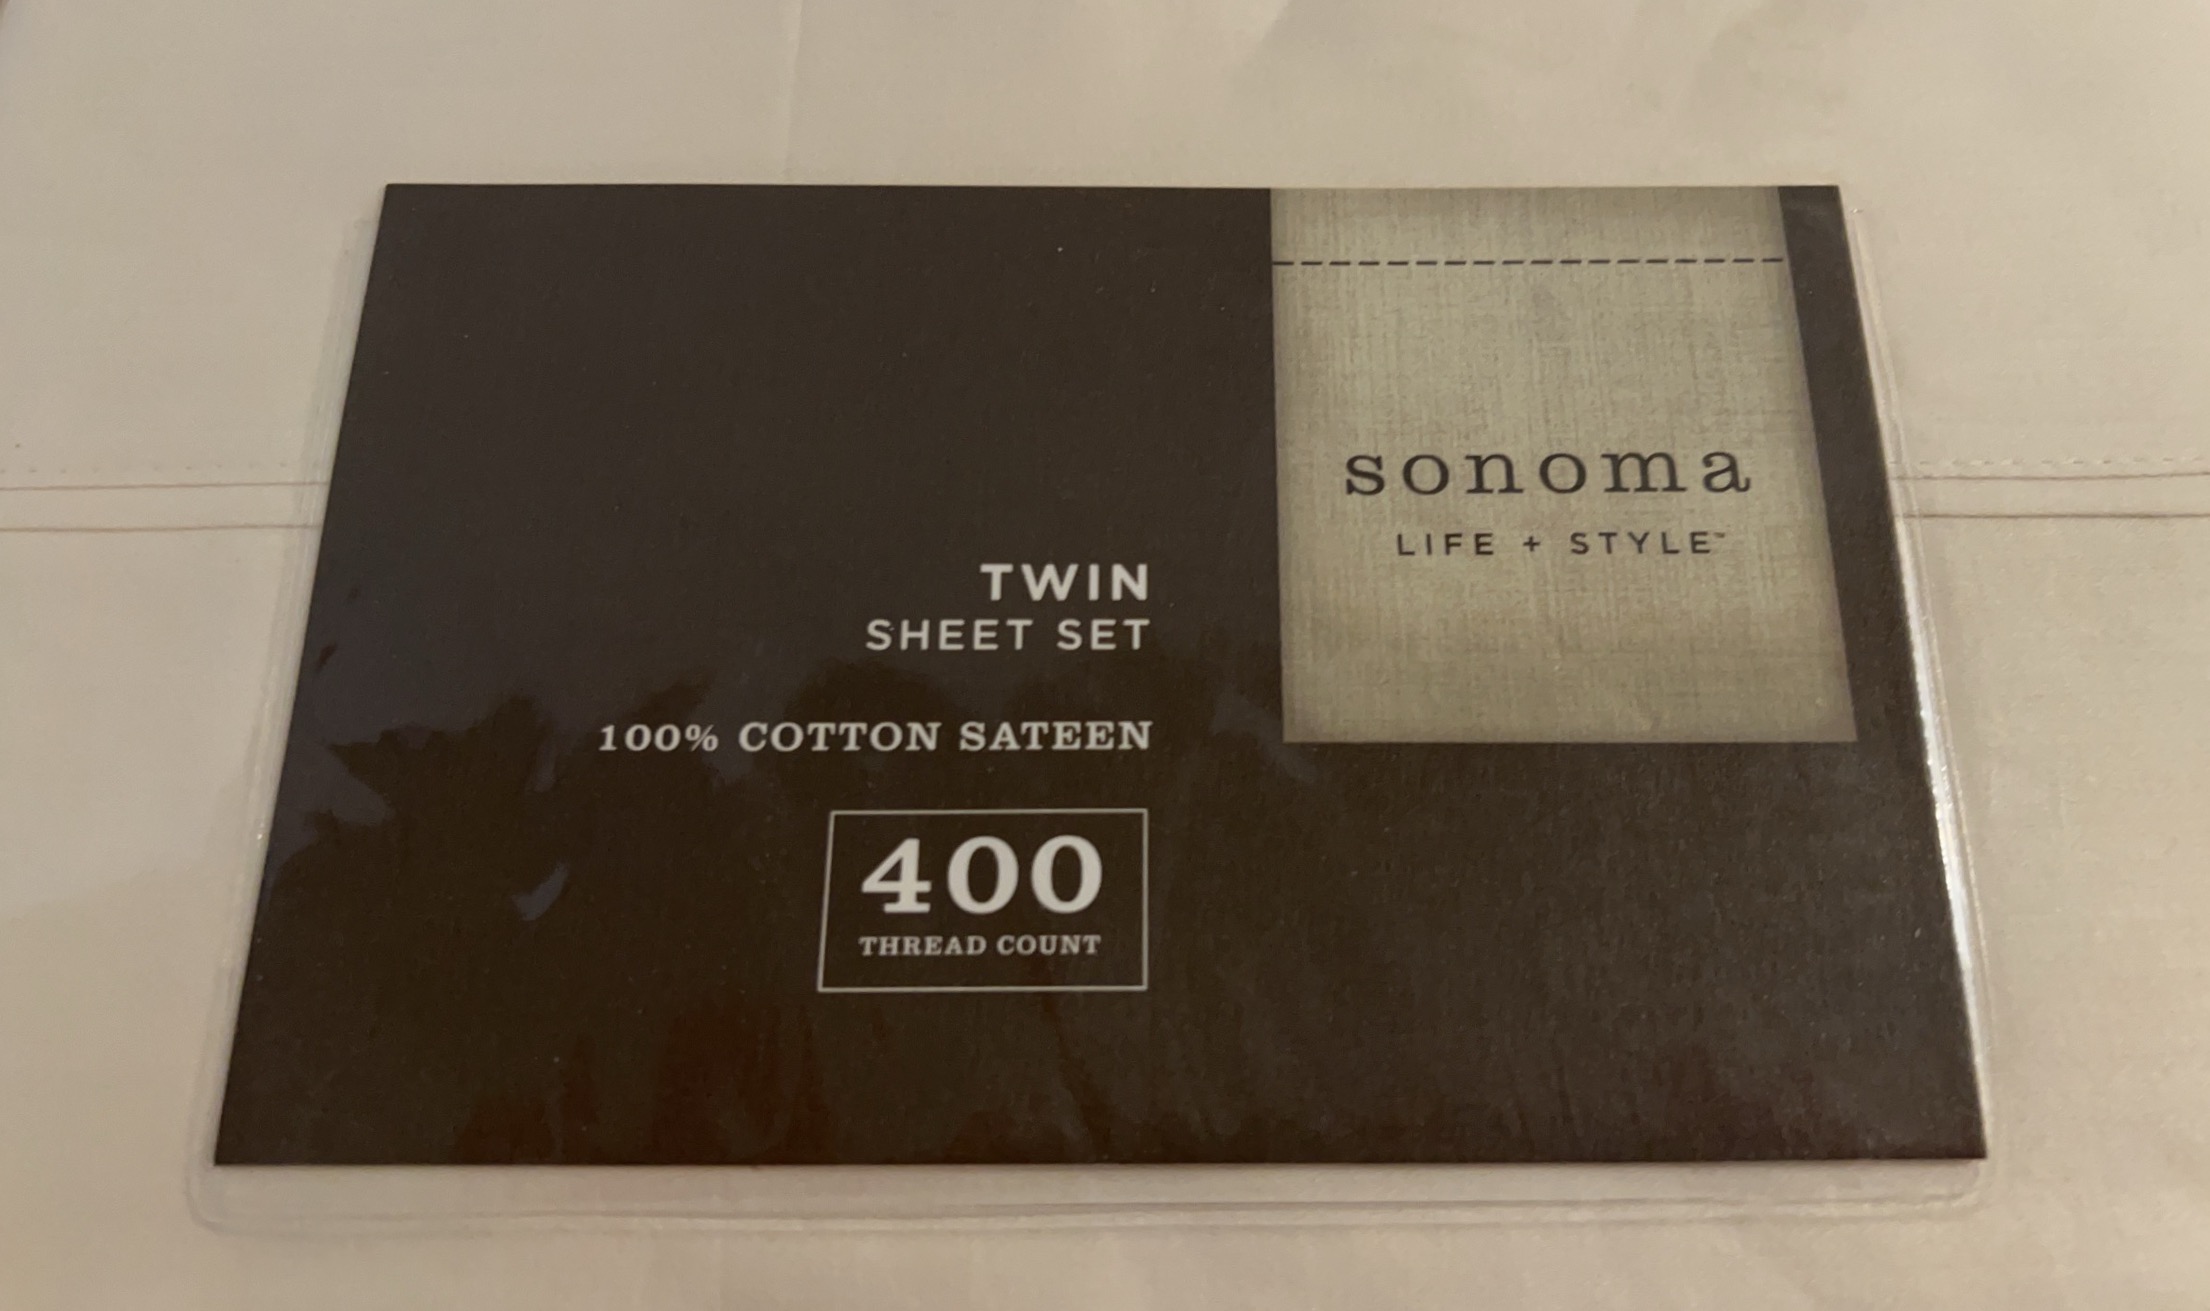 sonoma
LIFE + STYLE™
TWIN
SHEET SET
100% COTTON SATEEN
400
THREAD COUNT